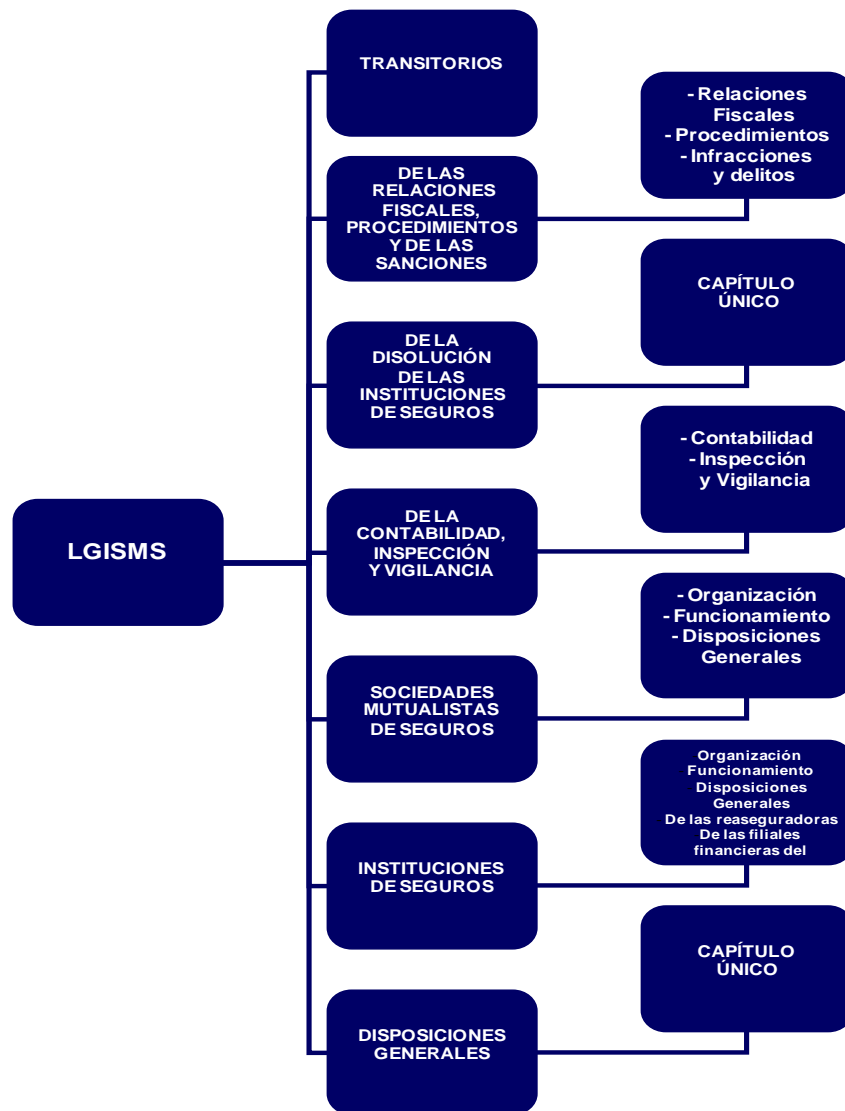 TRANSITORIOS
- Relaciones
Fiscales
- Procedimientos
- Infracciones
y delitos
DE LAS
RELACIONES
FISCALES,
PROCEDIMIENTOS
Y DE LAS
SANCIONES
CAPÍTULO
ÚNICO
DE LA
DISOLUCIÓN
DE LAS
INSTITUCIONES
DE SEGUROS
- Contabilidad
- Inspección
y Vigilancia
LGISMS
DE LA
CONTABILIDAD,
INSPECCIÓN
Y VIGILANCIA
- Organización
- Funcionamiento
- Disposiciones
Generales
SOCIEDADES
MUTUALISTAS
DE SEGUROS
Organización
Funcionamiento
- Disposiciones
Generales
De las reaseguradoras
De las filiales
financieras del
INSTITUCIONES
DE SEGUROS
CAPÍTULO
ÚNICO
DISPOSICIONES
GENERALES